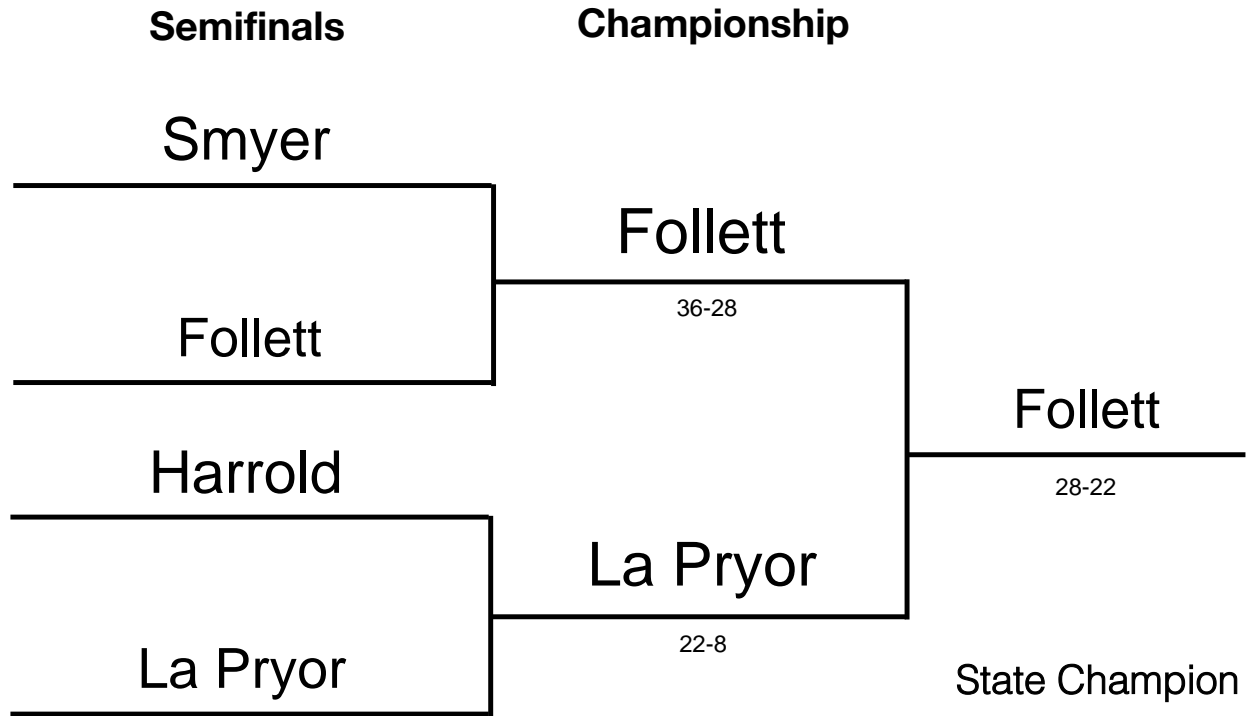 Semifinals
Championship
Smyer
Follett
36-28
Follett
Follett
28-22
Harrold
La Pryor
22-8
La Pryor
State Champion